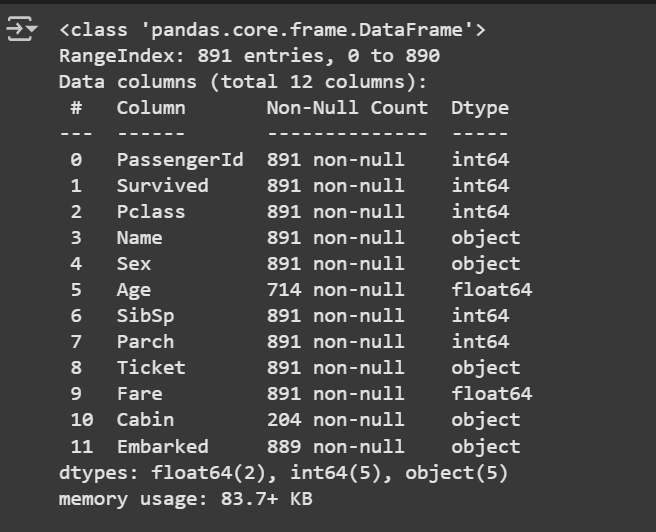 <class 'pandas.core.frame.DataFrame'>
RangeIndex: 891 entries, 0 to 890
Data columns (total 12 columns):
 #   Column       Non-Null Count  Dtype
---  ------       --------------  -----
 0   PassengerId  891 non-null    int64
 1   Survived     891 non-null    int64
 2   Pclass       891 non-null    int64
 3   Name         891 non-null    object
 4   Sex          891 non-null    object
 5   Age          714 non-null    float64
 6   SibSp        891 non-null    int64
 7   Parch        891 non-null    int64
 8   Ticket       891 non-null    object
 9   Fare         891 non-null    float64
 10  Cabin        204 non-null    object
 11  Embarked     889 non-null    object
dtypes: float64(2), int64(5), object(5)
memory usage: 83.7+ KB